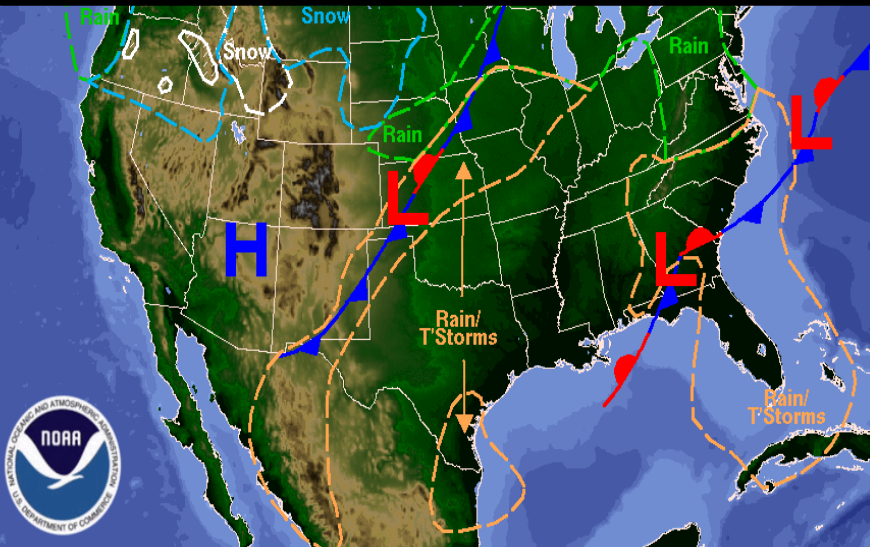 Rain
Snow
Snow
Rain
Rain
L
L
H
L
Rain/
T'Storms
Rain/
T'Storms
NOAA
NATIONAL OCEANIC AND ATMOSPHERIC ADMINISTRATION
U.S. DEPARTMENT OF COMMERCE